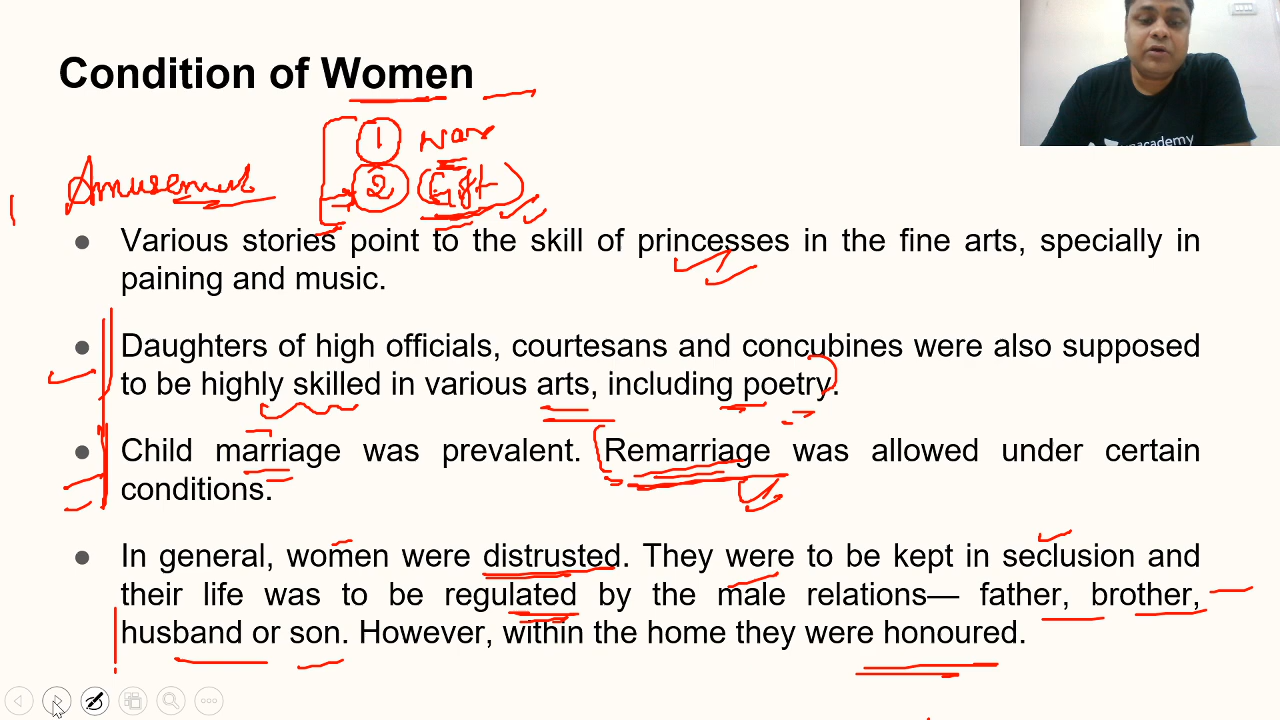 Condition of Women
1 war
Amusement 2 (Gift)
● Various stories point to the skill of princesses in the fine arts, specially in
paining and music.
● Daughters of high officials, courtesans and concubines were also supposed
to be highly skilled in various arts, including poetry.
● Child marriage was prevalent. Remarriage was allowed under certain
conditions.
● In general, women were distrusted. They were to be kept in seclusion and
their life was to be regulated by the male relations— father, brother,
husband or son. However, within the home they were honoured.